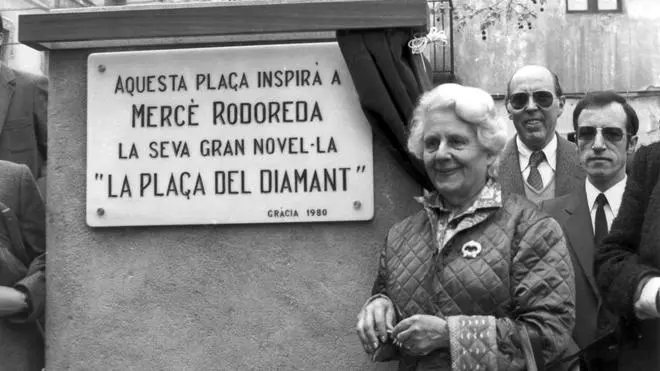 AQUESTA PLAÇA INSPIRÀ A
MERCÈ RODOREDA
LA SEVA GRAN NOVEL·LA
"LA PLAÇA DEL DIAMANT"
GRÀCIA 1980